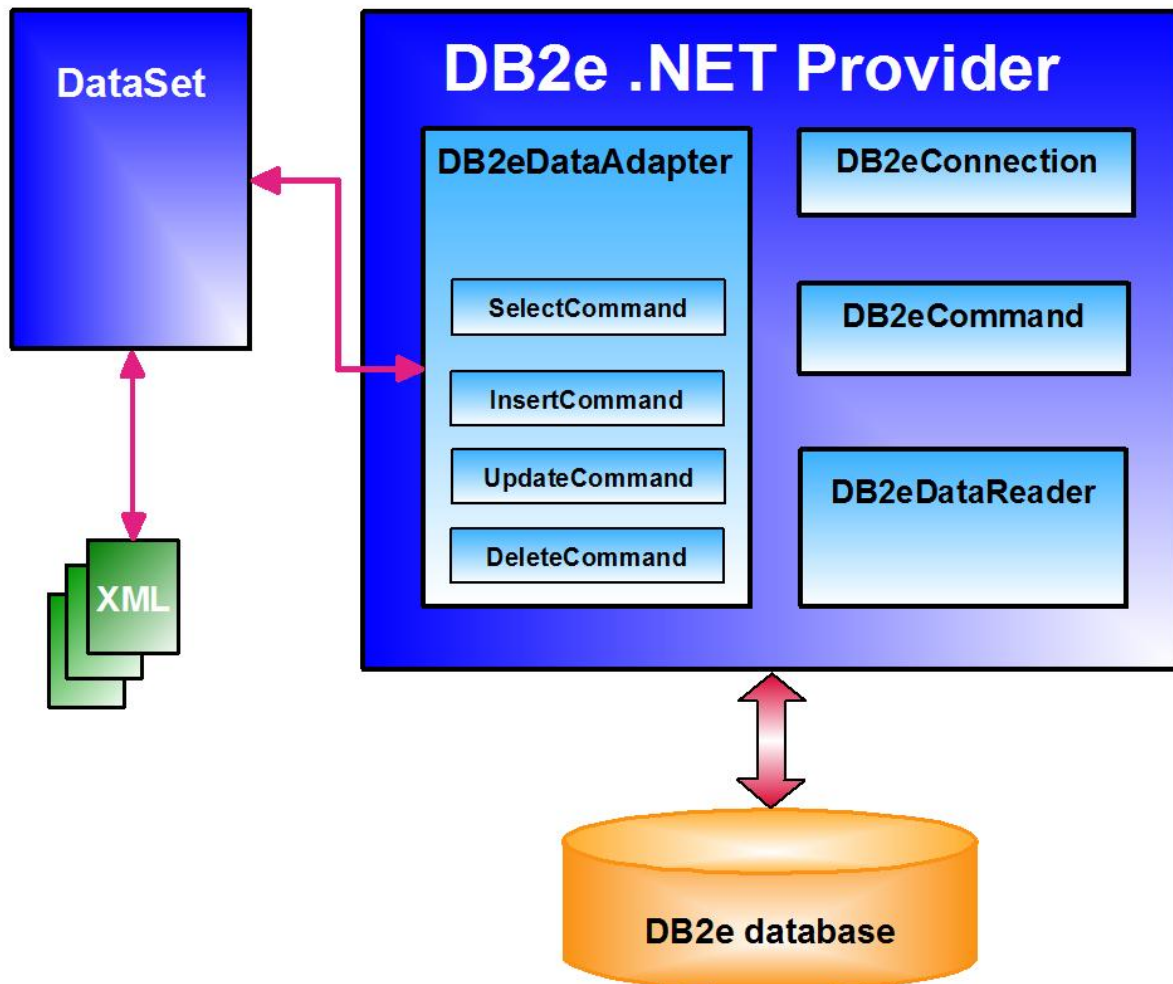 DataSet
XML
DB2e .NET Provider
DB2eDataAdapter
SelectCommand
InsertCommand
UpdateCommand
DeleteCommand
DB2eConnection
DB2eCommand
DB2eDataReader
DB2e database